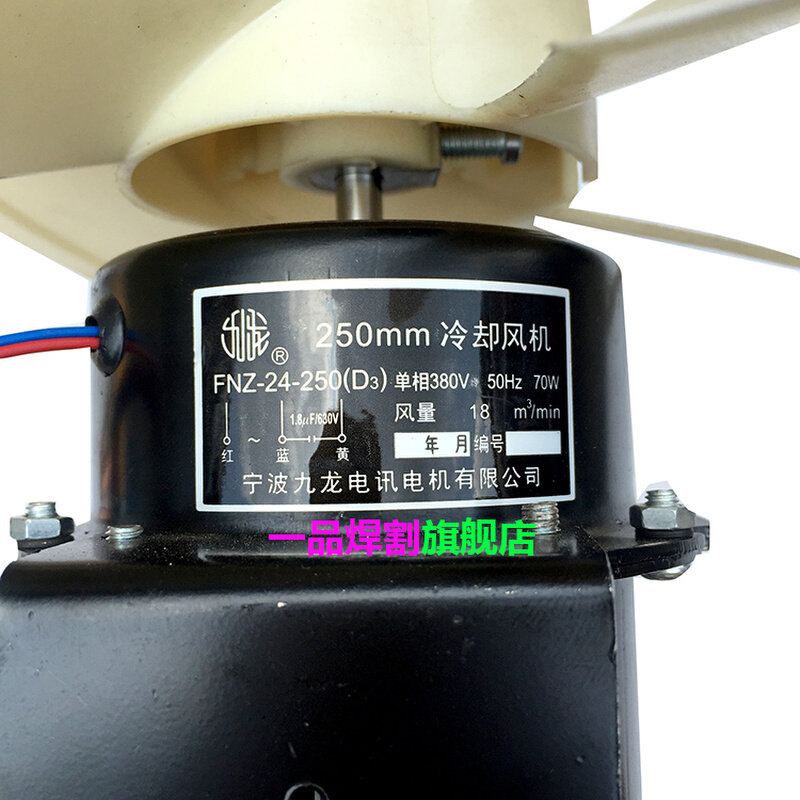 九龙 ®
250mm 冷却风机
FNZ-24-250(D₃) 单相380V 50Hz 70W
1.8μF/630V 风量 18 m³/min
红 ~ 蓝 黄 年 月 编号
宁波九龙电讯电机有限公司
一品焊割旗舰店